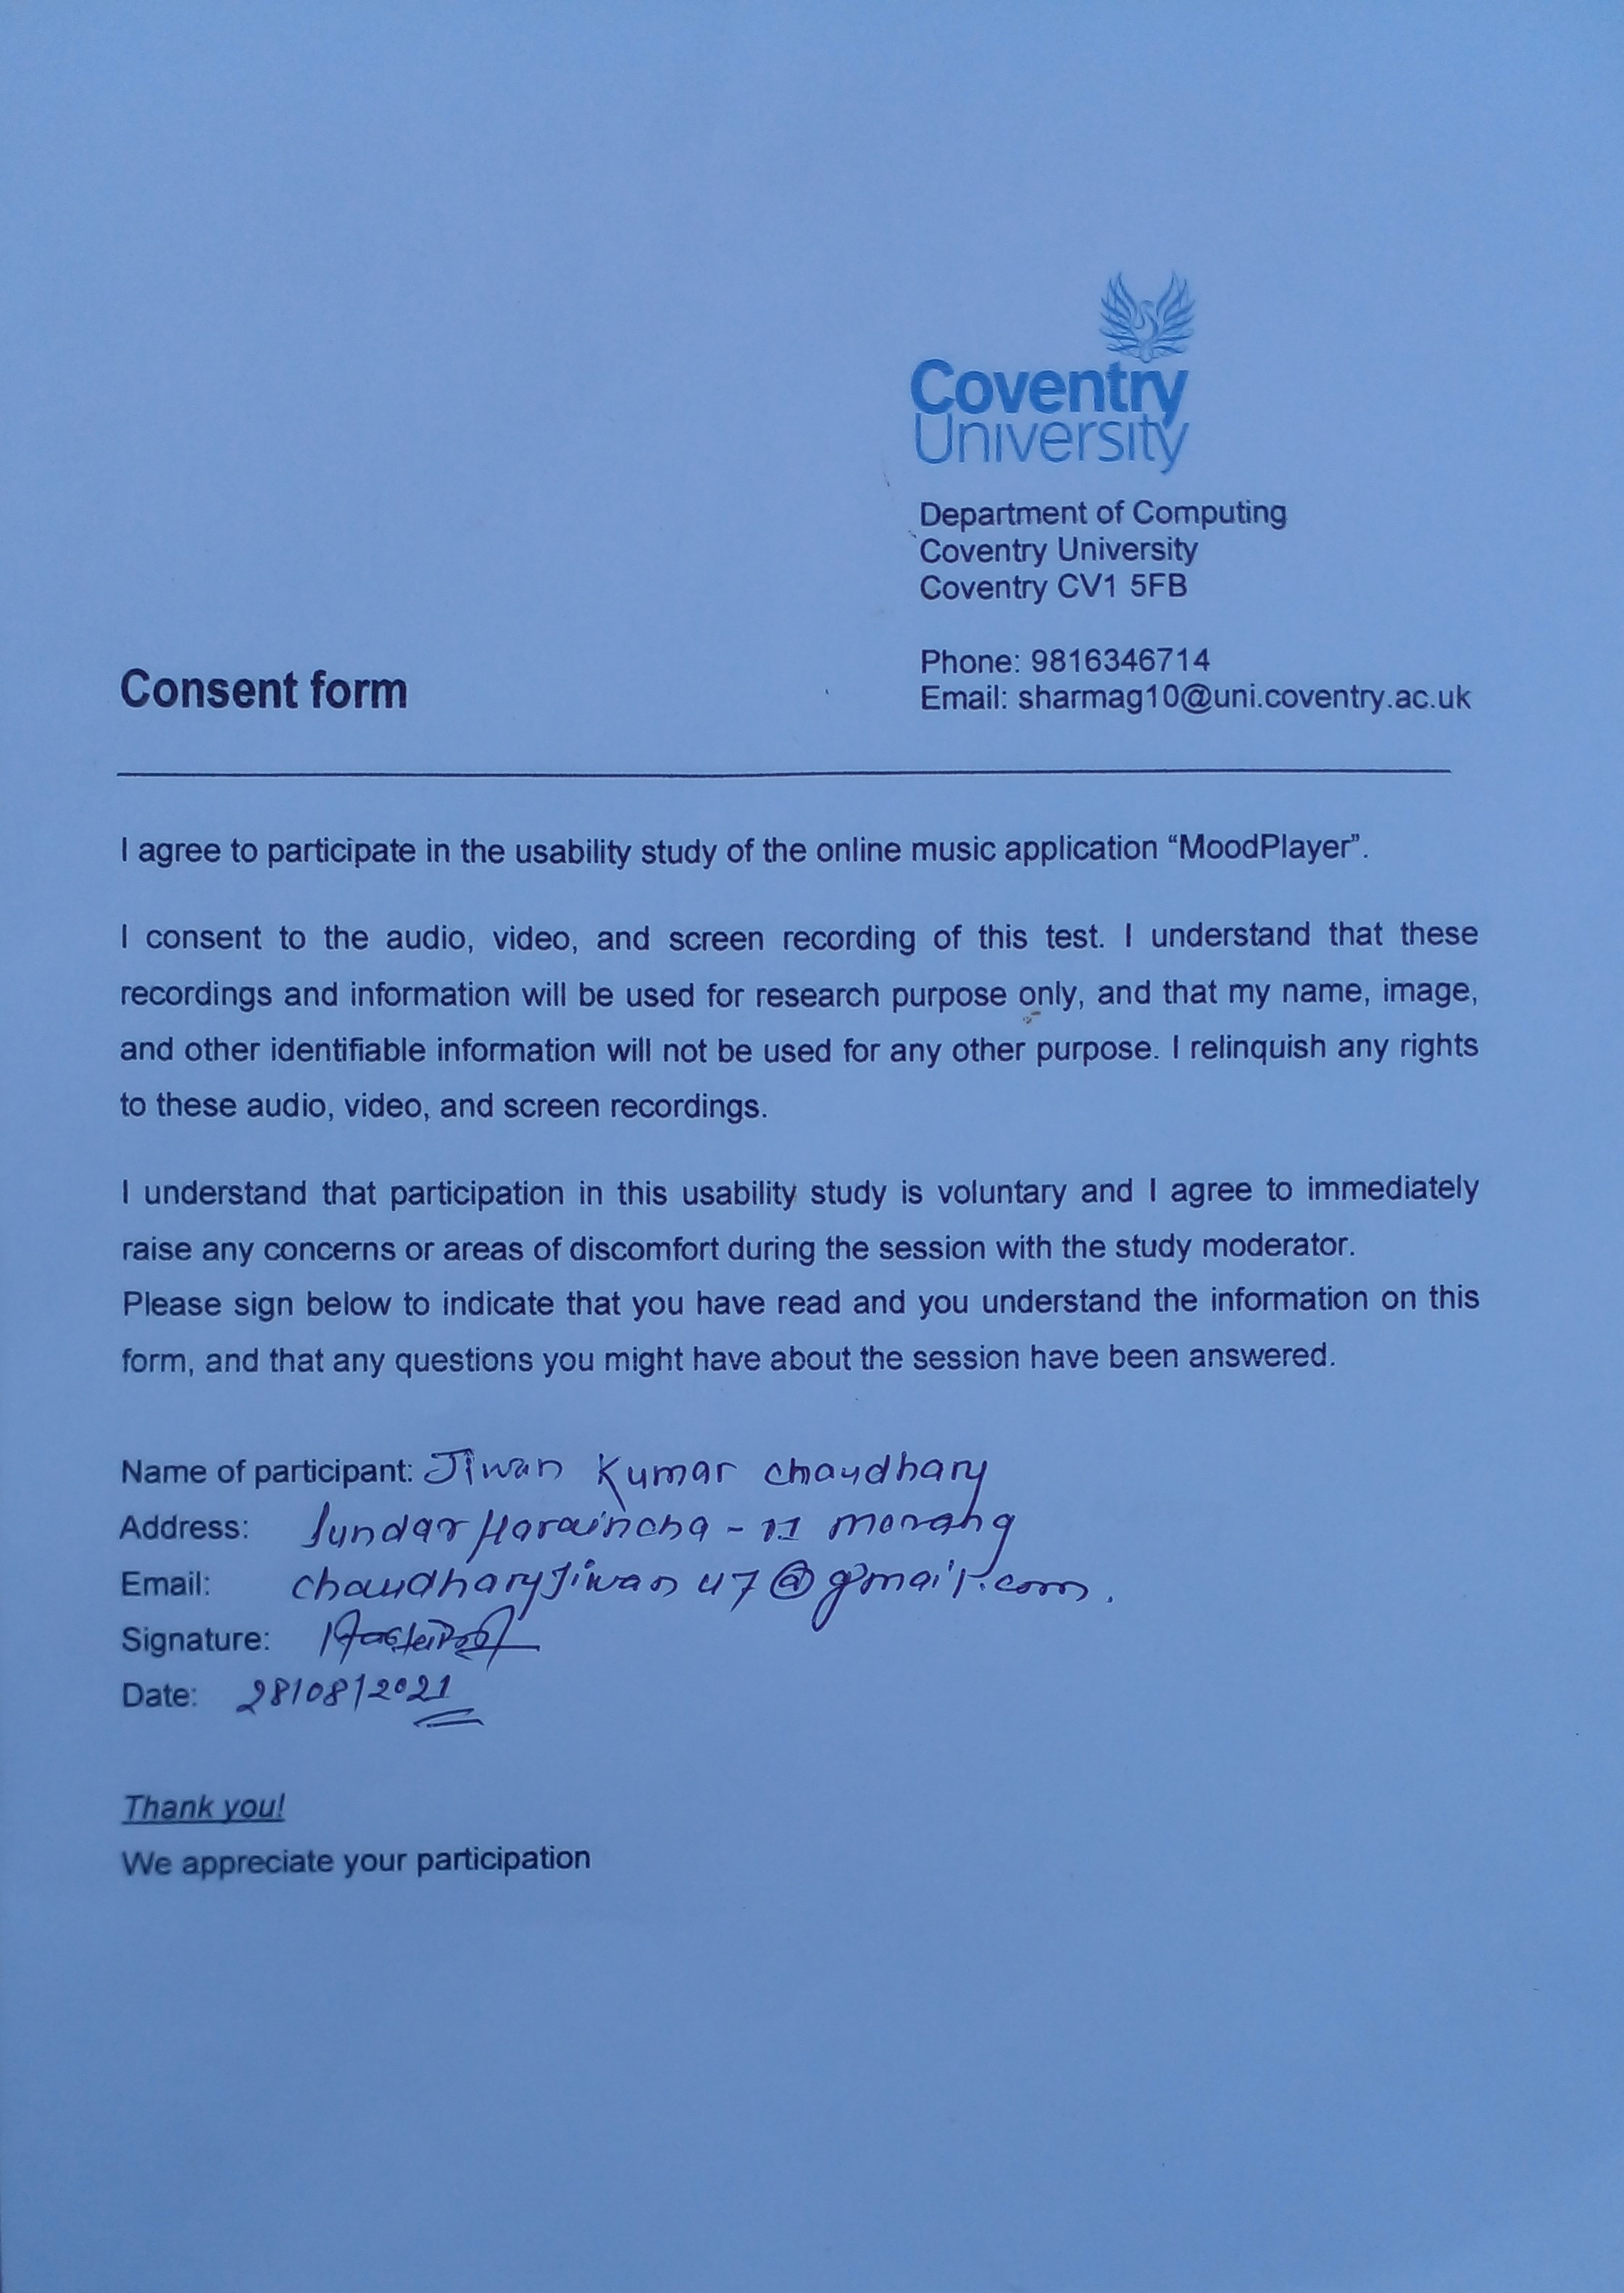 Coventry
University
Department of Computing
Coventry University
Coventry CV1 5FB
Phone: 9816346714
Email: sharmag10@uni.coventry.ac.uk
Consent form
I agree to participate in the usability study of the online music application “MoodPlayer”.
I consent to the audio, video, and screen recording of this test. I understand that these
recordings and information will be used for research purpose only, and that my name, image,
and other identifiable information will not be used for any other purpose. I relinquish any rights
to these audio, video, and screen recordings.
I understand that participation in this usability study is voluntary and I agree to immediately
raise any concerns or areas of discomfort during the session with the study moderator.
Please sign below to indicate that you have read and you understand the information on this
form, and that any questions you might have about the session have been answered.
Name of participant: Jiwan Kumar chaudhary
Address: Sundar Haraincha - 11 morang
Email: chaudharyJiwan47@gmail.com.
Signature:
Date: 28/08/2021
Thank you!
We appreciate your participation